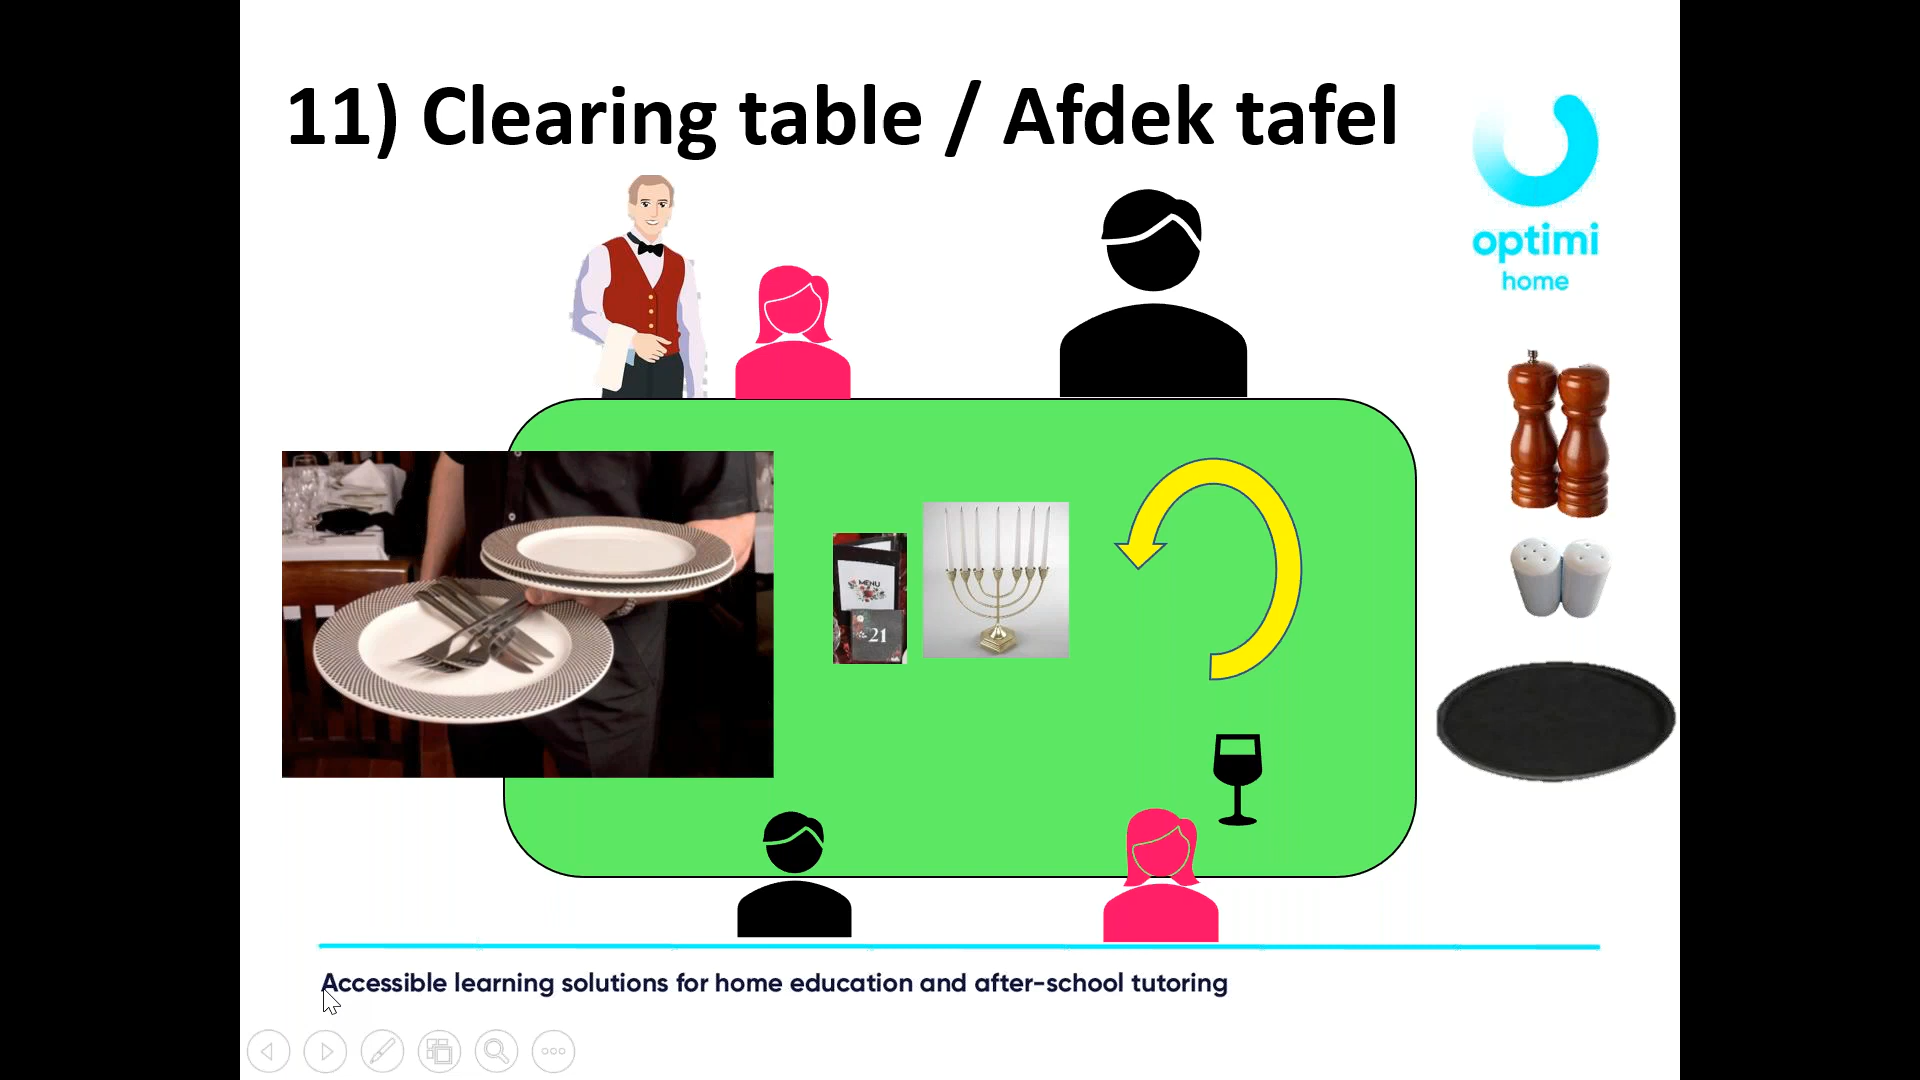 11) Clearing table / Afdek tafel
optimi
home
MENU
21
Accessible learning solutions for home education and after-school tutoring